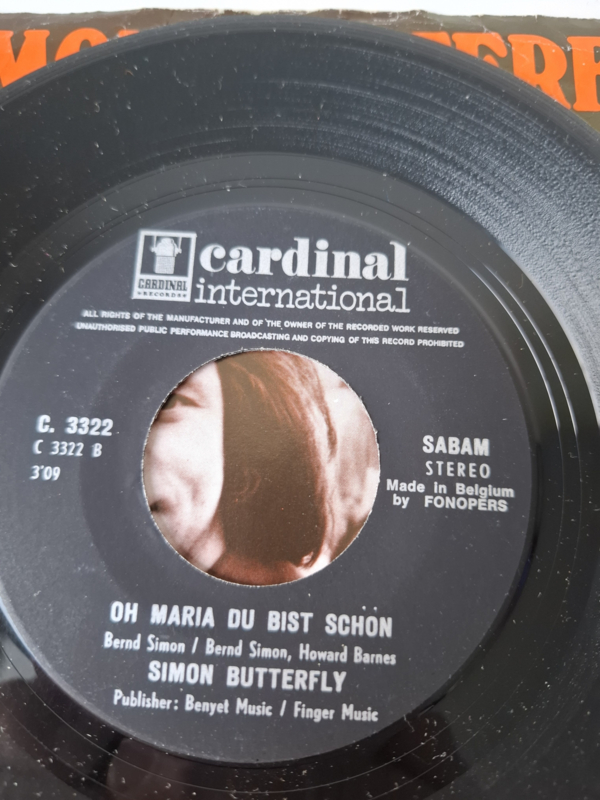 CARDINAL
RECORDS
cardinal
international
ALL RIGHTS OF THE MANUFACTURER AND OF THE OWNER OF THE RECORDED WORK RESERVED
UNAUTHORISED PUBLIC PERFORMANCE BROADCASTING AND COPYING OF THIS RECORD PROHIBITED
C. 3322
C 3322 B
3'09
SABAM
STEREO
Made in Belgium
by FONOPERS
OH MARIA DU BIST SCHÖN
Bernd Simon / Bernd Simon, Howard Barnes
SIMON BUTTERFLY
Publisher: Benyet Music / Finger Music